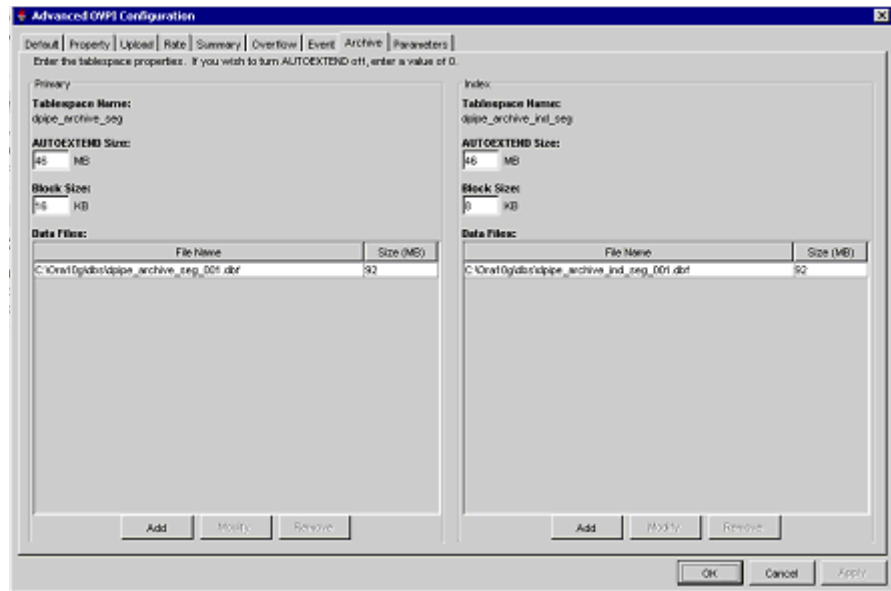 Advanced OVPI Configuration
Default Property Upload Rate Summary Overflow Event Archive Parameters
Enter the tablespace properties. If you wish to turn AUTOEXTEND off, enter a value of 0.
Primary
Tablespace Name:
dpipe_archive_seg
AUTOEXTEND Size:
46 MB
Block Size:
16 KB
Data Files:
File Name Size (MB)
C:\Ora10g\dbs\dpipe_archive_seg_001.dbf 92
Add Modify Remove
Index
Tablespace Name:
dpipe_archive_ind_seg
AUTOEXTEND Size:
46 MB
Block Size:
8 KB
Data Files:
File Name Size (MB)
C:\Ora10g\dbs\dpipe_archive_ind_seg_001.dbf 92
Add Modify Remove
OK Cancel Apply